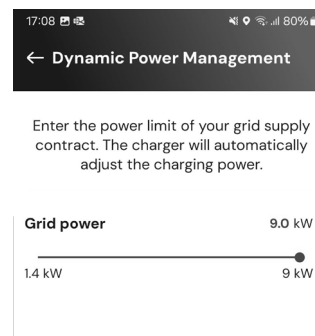 17:08 80%
← Dynamic Power Management
Enter the power limit of your grid supply
contract. The charger will automatically
adjust the charging power.
Grid power 9.0 kW
1.4 kW 9 kW